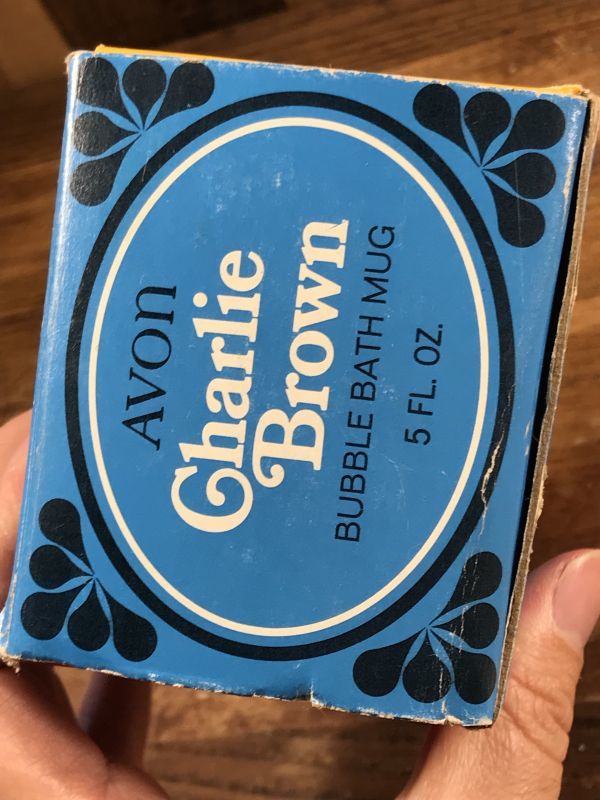 AVON
Charlie
Brown
BUBBLE BATH MUG
5 FL. OZ.